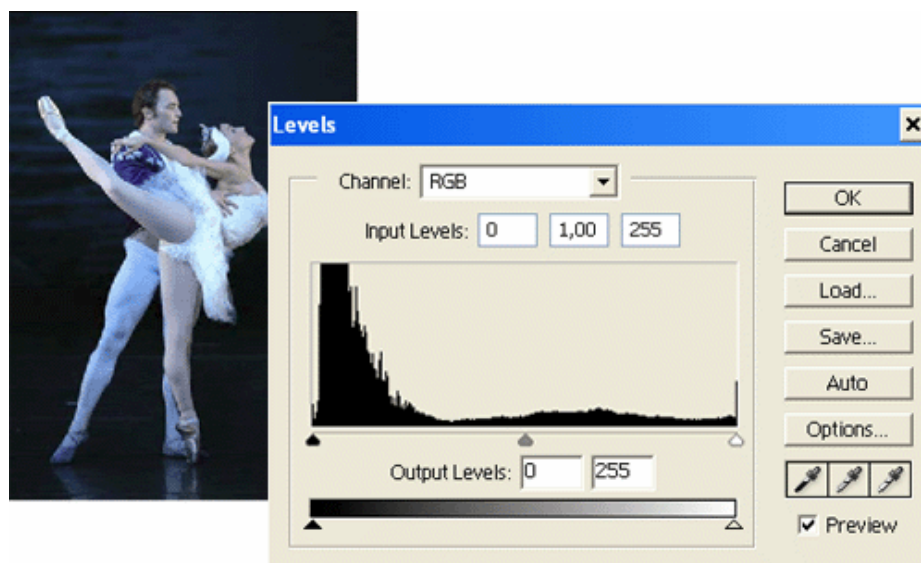 Levels
Channel: RGB
Input Levels: 0 1,00 255
Output Levels: 0 255
OK
Cancel
Load...
Save...
Auto
Options...
Preview